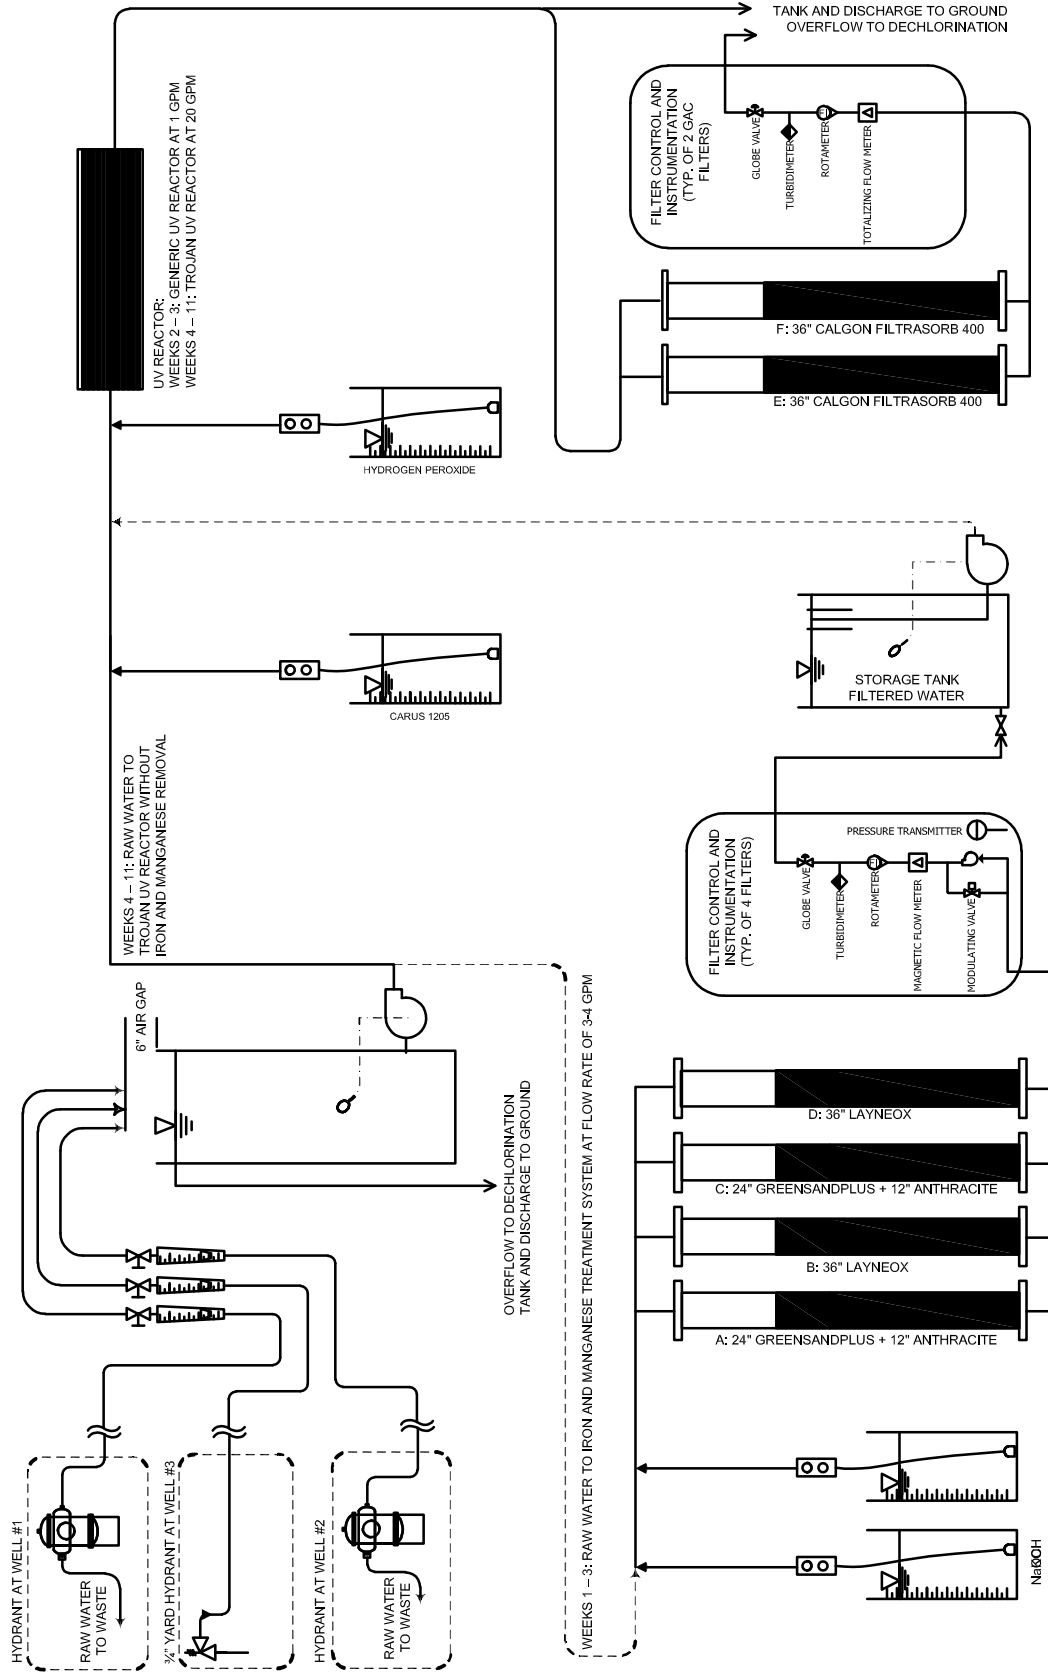 TANK AND DISCHARGE TO GROUND
OVERFLOW TO DECHLORINATION
FILTER CONTROL AND
INSTRUMENTATION
(TYP. OF 2 GAC
FILTERS)
GLOBE VALVE
TURBIDIMETER
ROTAMETER
TOTALIZING FLOW METER
UV REACTOR:
WEEKS 2 – 3: GENERIC UV REACTOR AT 1 GPM
WEEKS 4 – 11: TROJAN UV REACTOR AT 20 GPM
F: 36" CALGON FILTRASORB 400
E: 36" CALGON FILTRASORB 400
HYDROGEN PEROXIDE
CARUS 1205
STORAGE TANK
FILTERED WATER
WEEKS 4 – 11: RAW WATER TO
TROJAN UV REACTOR WITHOUT
IRON AND MANGANESE REMOVAL
FILTER CONTROL AND
INSTRUMENTATION
(TYP. OF 4 FILTERS)
PRESSURE TRANSMITTER
GLOBE VALVE
TURBIDIMETER
ROTAMETER
MAGNETIC FLOW METER
MODULATING VALVE
6" AIR GAP
OVERFLOW TO DECHLORINATION
TANK AND DISCHARGE TO GROUND
WEEKS 1 – 3: RAW WATER TO IRON AND MANGANESE TREATMENT SYSTEM AT FLOW RATE OF 3-4 GPM
D: 36" LAYNEOX
C: 24" GREENSANDPLUS + 12" ANTHRACITE
B: 36" LAYNEOX
A: 24" GREENSANDPLUS + 12" ANTHRACITE
HYDRANT AT WELL #1
RAW WATER
TO WASTE
¾" YARD HYDRANT AT WELL #3
HYDRANT AT WELL #2
RAW WATER
TO WASTE